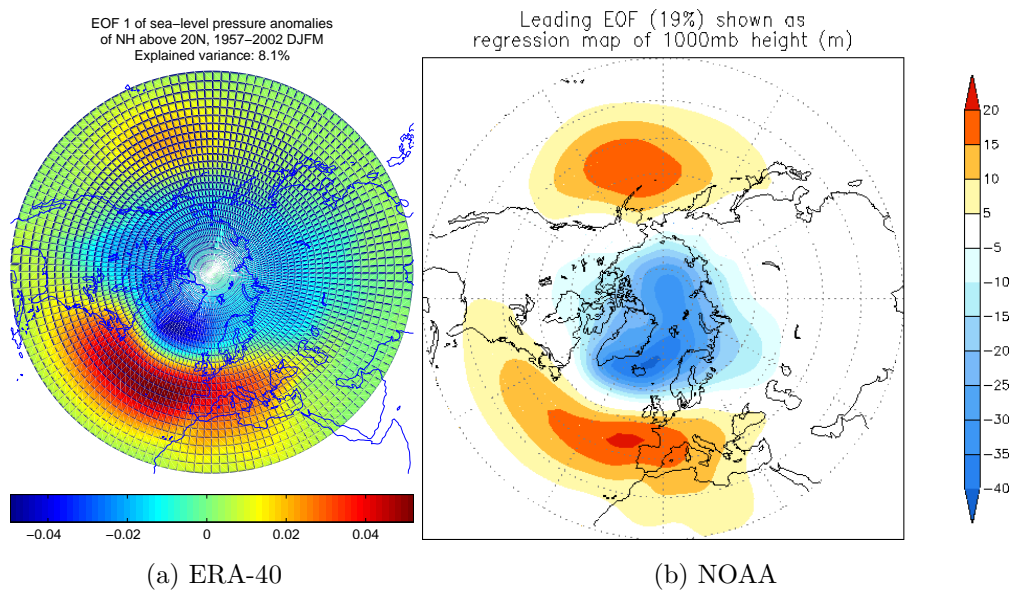 EOF 1 of sea−level pressure anomalies
of NH above 20N, 1957−2002 DJFM
Explained variance: 8.1%
−0.04
−0.02
0
0.02
0.04
(a) ERA-40
Leading EOF (19%) shown as
regression map of 1000mb height (m)
20
15
10
5
−5
−10
−15
−20
−25
−30
−35
−40
(b) NOAA